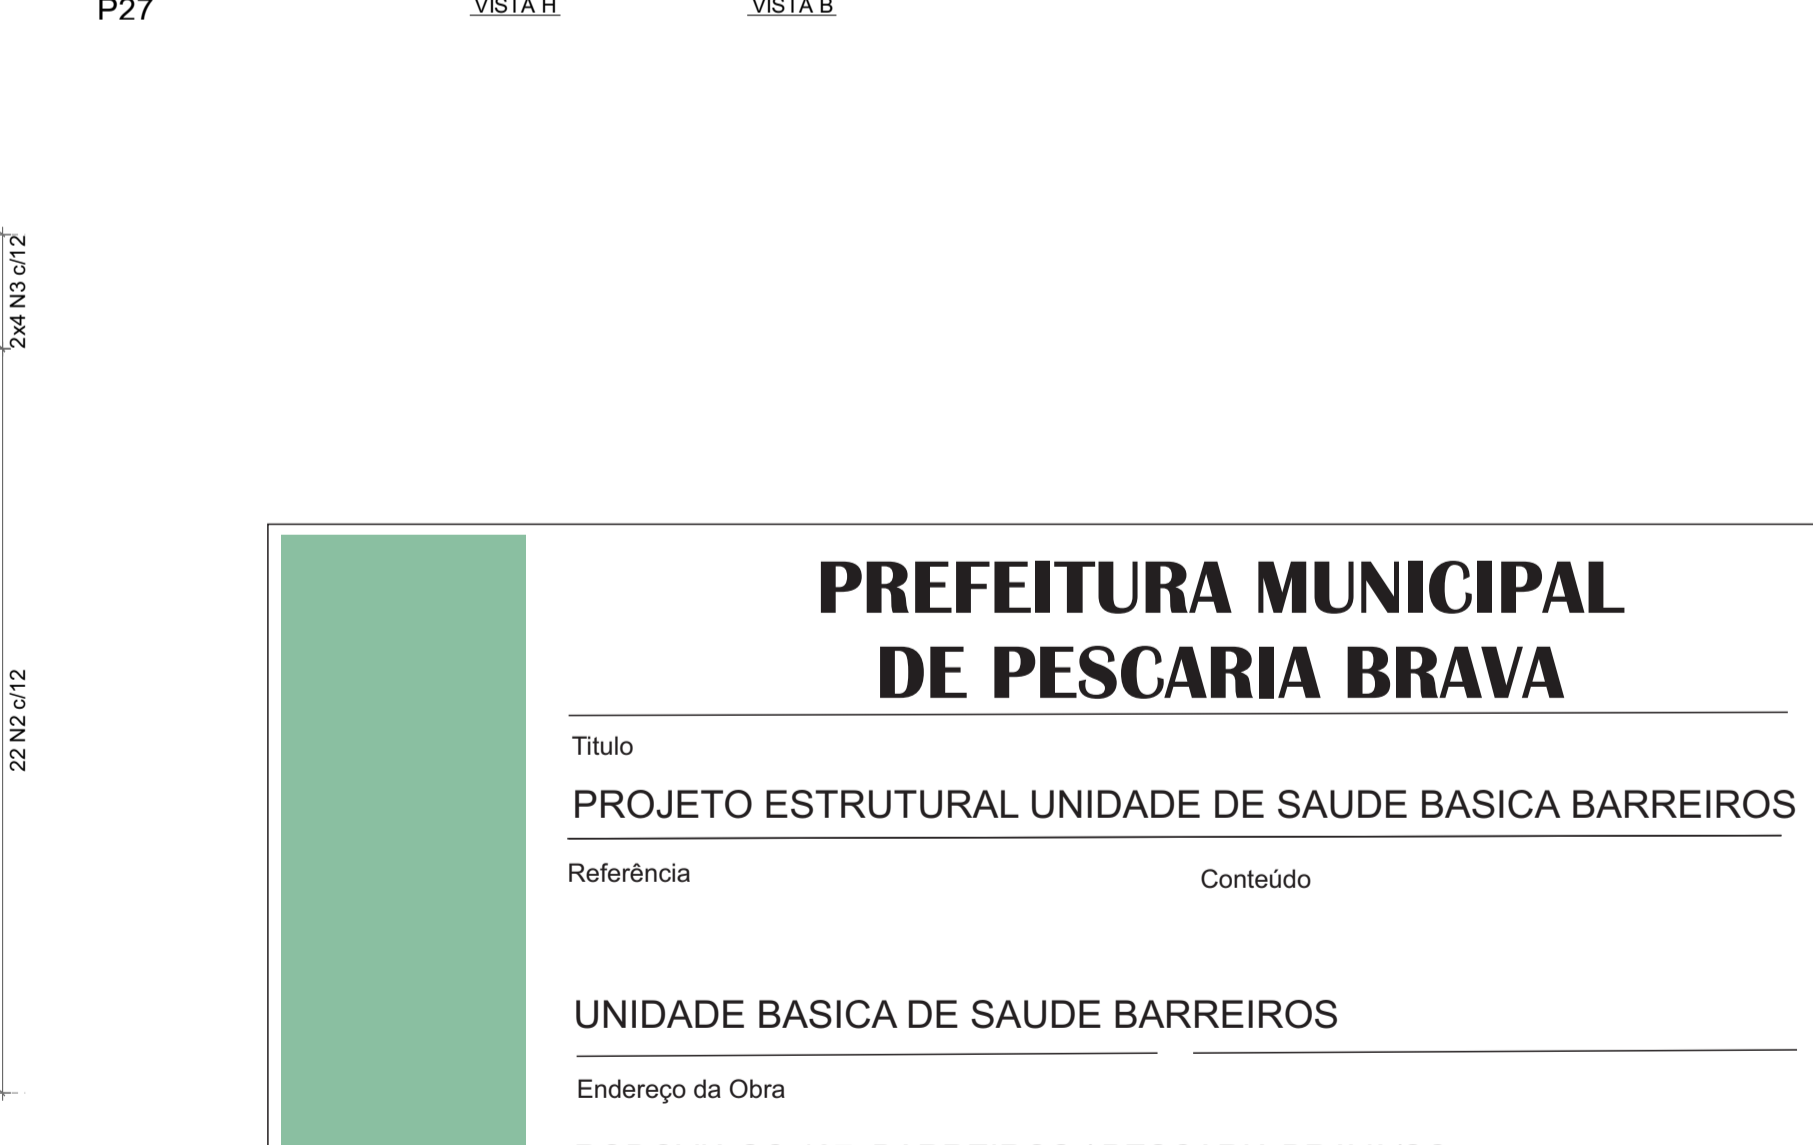 P27
VISTA H
VISTA B
2x4 N3 c/12
22 N2 c/12
PREFEITURA MUNICIPAL
DE PESCARIA BRAVA
Titulo
PROJETO ESTRUTURAL UNIDADE DE SAUDE BASICA BARREIROS
Referência
Conteúdo
UNIDADE BASICA DE SAUDE BARREIROS
Endereço da Obra